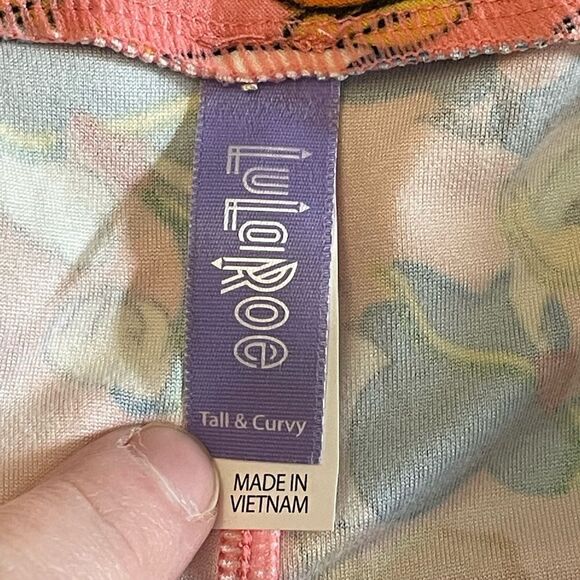 LuLaRoe
Tall & Curvy
MADE IN
VIETNAM